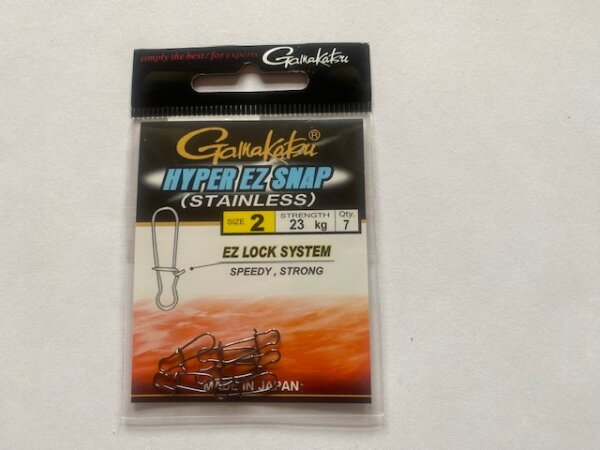 simply the best / for experts
Gamakatsu
Gamakatsu®
HYPER EZ SNAP
(STAINLESS)
SIZE 2 STRENGTH 23 kg Qty. 7
EZ LOCK SYSTEM
SPEEDY, STRONG
MADE IN JAPAN